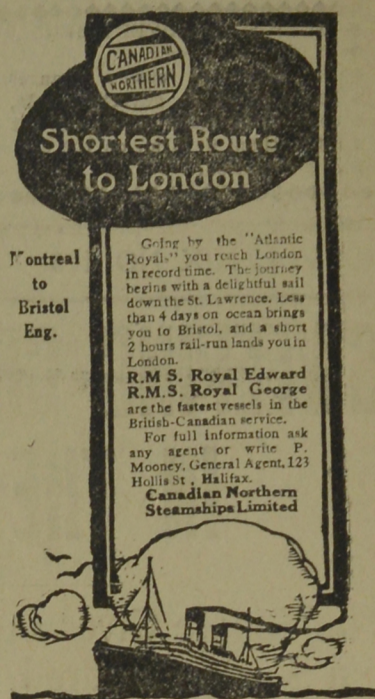 CANADIAN
NORTHERN
Shortest Route
to London
Montreal
to
Bristol
Eng.
Going by the "Atlantic
Royals" you reach London
in record time. The journey
begins with a delightful sail
down the St. Lawrence. Less
than 4 days on ocean brings
you to Bristol, and a short
2 hours rail-run lands you in
London.
R.M S. Royal Edward
R.M.S. Royal George
are the fastest vessels in the
British-Canadian service.
For full information ask
any agent or write P.
Mooney, General Agent, 123
Hollis St, Halifax.
Canadian Northern
Steamships Limited